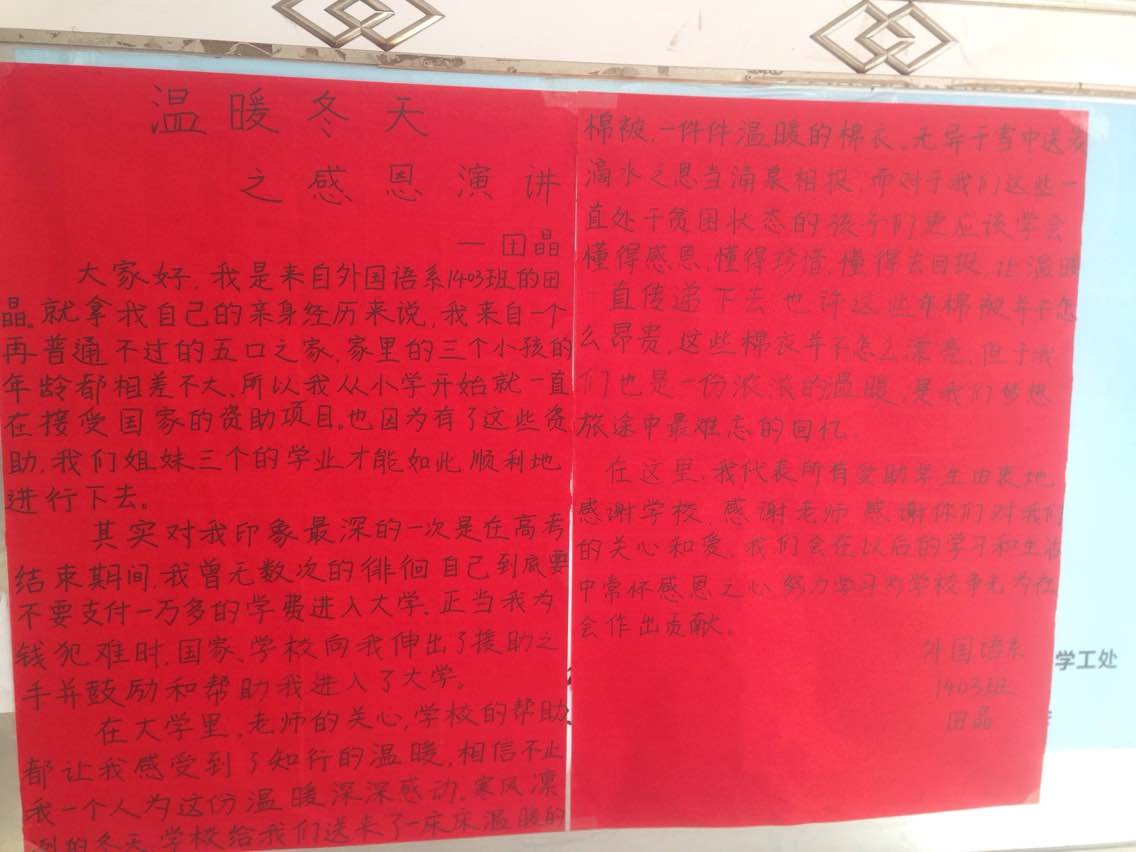 温暖冬天
之感恩演讲
一田晶
大家好,我是来自外国语系1403班的田
晶。就拿我自己的亲身经历来说,我来自一个
再普通不过的五口之家,家里的三个小孩的
年龄都相差不大,所以我从小学开始就一直
在接受国家的资助项目。也因为有了这些资
助,我们姐妹三个的学业才能如此顺利地
进行下去。
其实对我印象最深的一次是在高考
结束期间,我曾无数次的徘徊自己到底要
不要支付一万多的学费进入大学.正当我为
钱犯难时,国家、学校向我伸出了援助之
手并鼓励和帮助我进入了大学。
在大学里,老师的关心,学校的帮助
都让我感受到了知行的温暖,相信不止
我一个人为这份温暖深深感动,寒风凛
冽的冬天,学校给我们送来了一床床温暖的
棉被,一件件温暖的棉衣,无异于雪中送炭
滴水之恩当涌泉相报,而对于我们这些一
直处于贫困状态的孩子们更应该学会
懂得感恩,懂得珍惜,懂得去回报,让温暖
一直传递下去也许这些年棉被并不怎
么昂贵,这些棉衣并不怎么漂亮,但于我
们也是一份浓浓的温暖,是我们梦想
旅途中最难忘的回忆.
在这里,我代表所有受助学生由衷地
感谢学校,感谢老师感谢你们对我们
的关心和爱,我们会在以后的学习和生活
中常怀感恩之心,努力学习为学校争光为社
会作出贡献。
外国语系
1403班
田晶
学工处